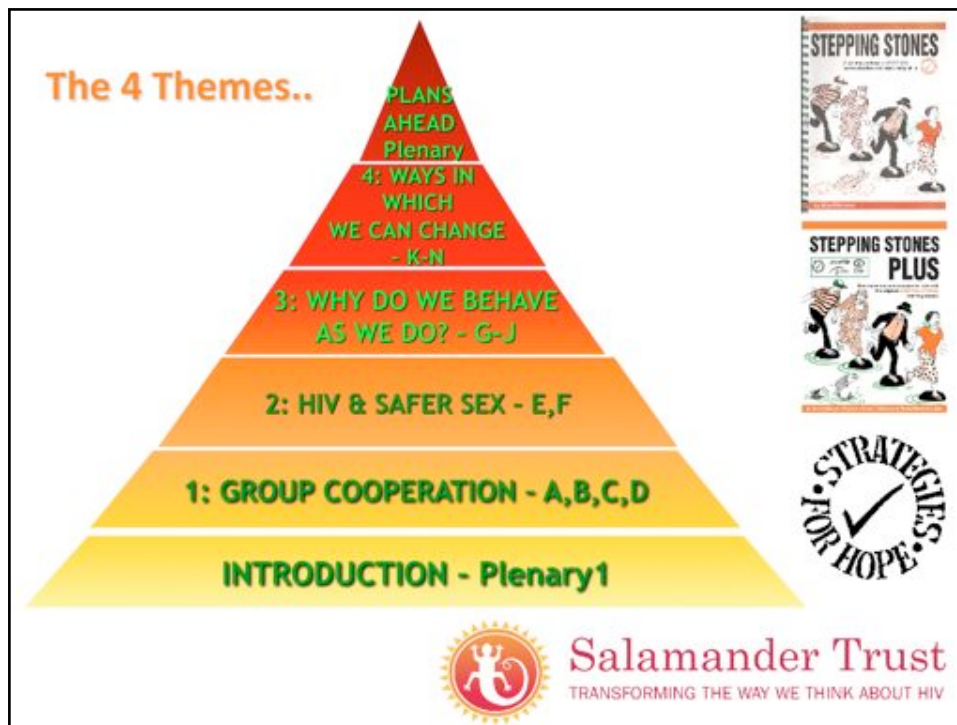 The 4 Themes..
PLANS
AHEAD
Plenary
4: WAYS IN
WHICH
WE CAN CHANGE
- K-N
3: WHY DO WE BEHAVE
AS WE DO? - G-J
2: HIV & SAFER SEX - E,F
1: GROUP COOPERATION - A,B,C,D
INTRODUCTION - Plenary1
STEPPING STONES
STEPPING STONES
PLUS
STRATEGIES
FOR HOPE
Salamander Trust
TRANSFORMING THE WAY WE THINK ABOUT HIV